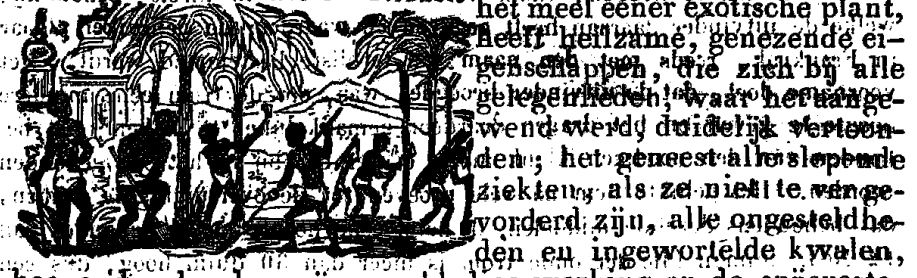 het meel eener exotische plant,
heeft heilzame, genezende ei-
genschappen, die zich bij alle
gelegenheden, waar het aange-
wend werd, duidelijk vertoon-
den; het geneest alle slepende
ziekten, als ze niet te ver ge-
vorderd zijn, alle ongesteldhe-
den en ingewortelde kwalen,